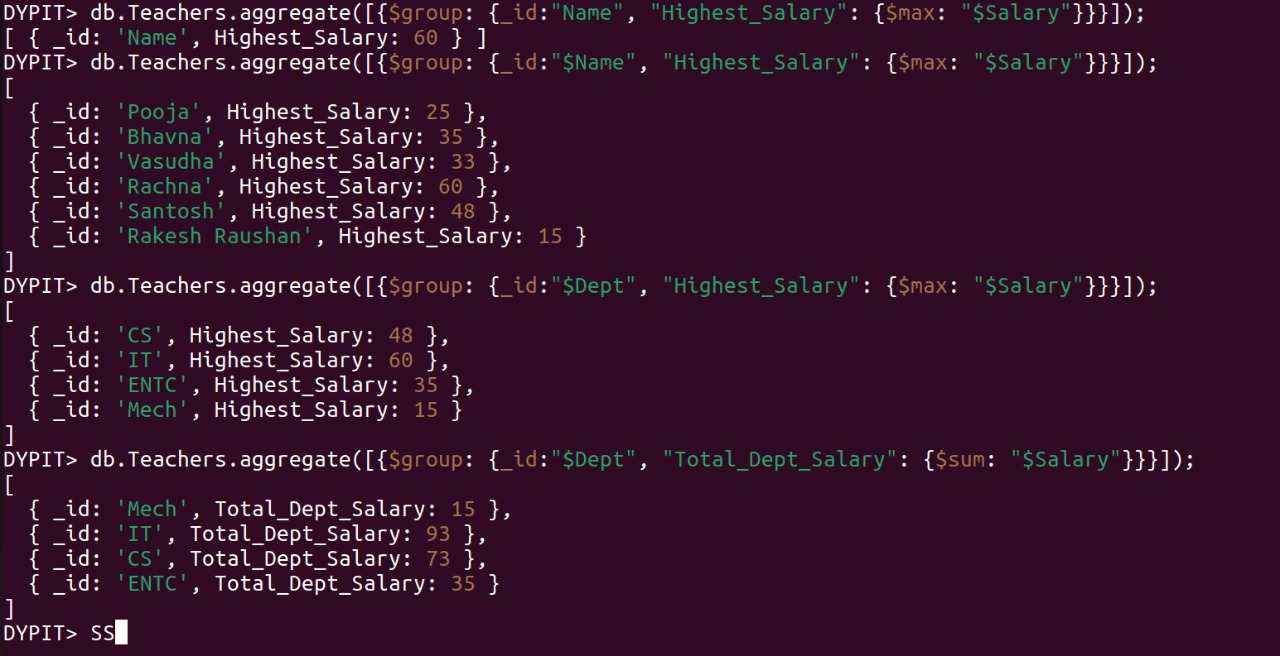 DYPIT> db.Teachers.aggregate([{$group: {_id:"Name", "Highest_Salary": {$max: "$Salary"}}}]);
[ { _id: 'Name', Highest_Salary: 60 } ]
DYPIT> db.Teachers.aggregate([{$group: {_id:"$Name", "Highest_Salary": {$max: "$Salary"}}}]);
[
  { _id: 'Pooja', Highest_Salary: 25 },
  { _id: 'Bhavna', Highest_Salary: 35 },
  { _id: 'Vasudha', Highest_Salary: 33 },
  { _id: 'Rachna', Highest_Salary: 60 },
  { _id: 'Santosh', Highest_Salary: 48 },
  { _id: 'Rakesh Raushan', Highest_Salary: 15 }
]
DYPIT> db.Teachers.aggregate([{$group: {_id:"$Dept", "Highest_Salary": {$max: "$Salary"}}}]);
[
  { _id: 'CS', Highest_Salary: 48 },
  { _id: 'IT', Highest_Salary: 60 },
  { _id: 'ENTC', Highest_Salary: 35 },
  { _id: 'Mech', Highest_Salary: 15 }
]
DYPIT> db.Teachers.aggregate([{$group: {_id:"$Dept", "Total_Dept_Salary": {$sum: "$Salary"}}}]);
[
  { _id: 'Mech', Total_Dept_Salary: 15 },
  { _id: 'IT', Total_Dept_Salary: 93 },
  { _id: 'CS', Total_Dept_Salary: 73 },
  { _id: 'ENTC', Total_Dept_Salary: 35 }
]
DYPIT> SS